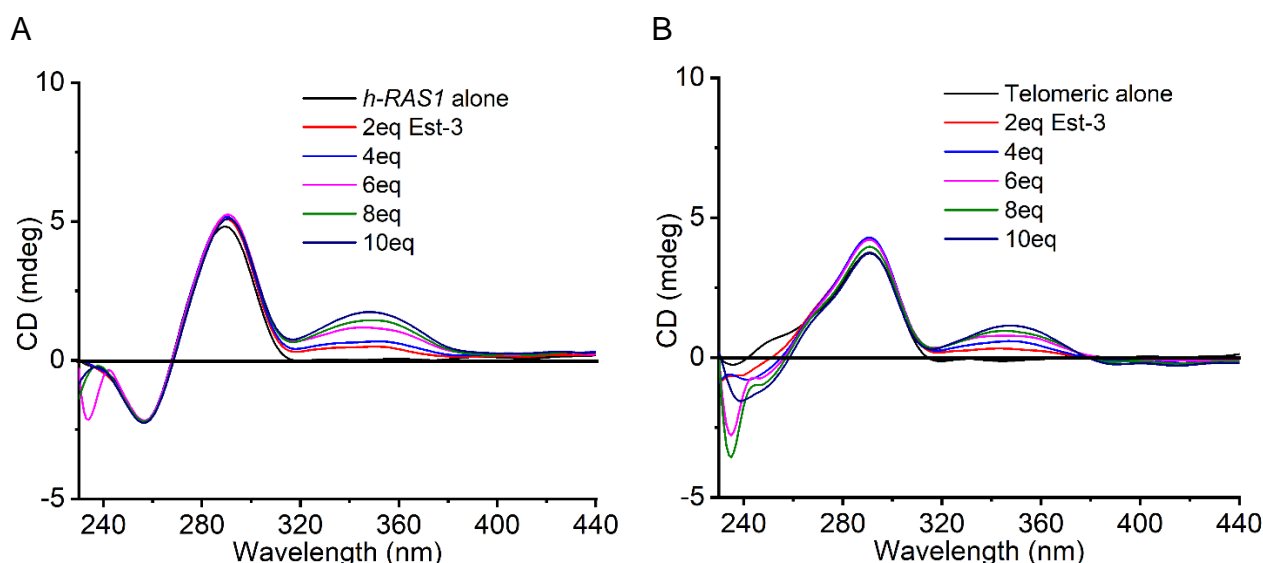 A
B
10
5
0
-5
CD (mdeg)
h-RAS1 alone
2eq Est-3
4eq
6eq
8eq
10eq
240 280 320 360 400 440
Wavelength (nm)
10
5
0
-5
CD (mdeg)
Telomeric alone
2eq Est-3
4eq
6eq
8eq
10eq
240 280 320 360 400 440
Wavelength (nm)